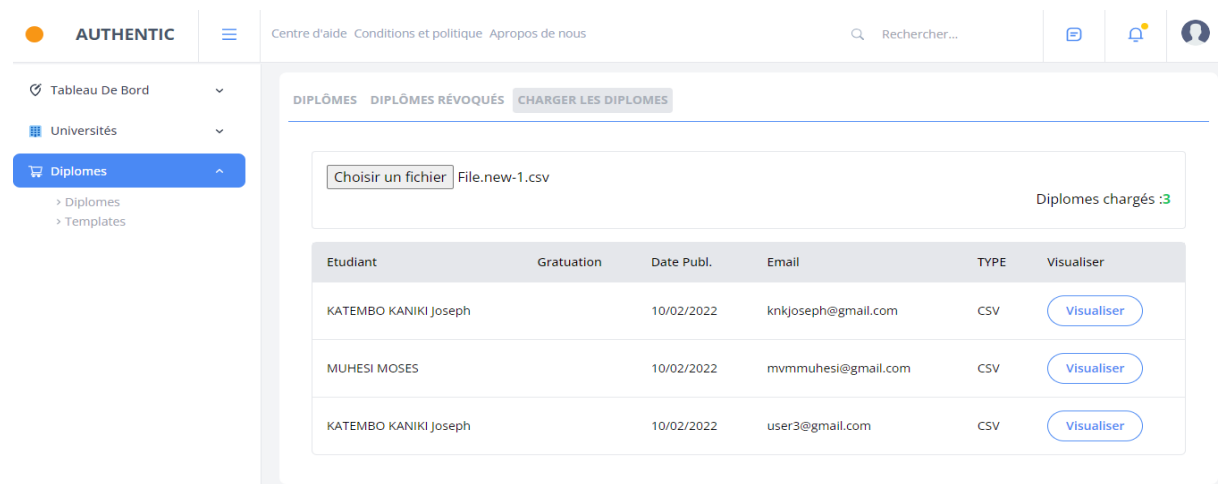 AUTHENTIC
Centre d'aide Conditions et politique Apropos de nous
Rechercher...
Tableau De Bord
Universités
Diplomes
> Diplomes
> Templates
DIPLÔMES DIPLÔMES RÉVOQUÉS CHARGER LES DIPLOMES
Choisir un fichier File.new-1.csv
Diplomes chargés :3
Etudiant Gratuation Date Publ. Email TYPE Visualiser
KATEMBO KANIKI Joseph 10/02/2022 knkjoseph@gmail.com CSV Visualiser
MUHESI MOSES 10/02/2022 mvmmuhesi@gmail.com CSV Visualiser
KATEMBO KANIKI Joseph 10/02/2022 user3@gmail.com CSV Visualiser